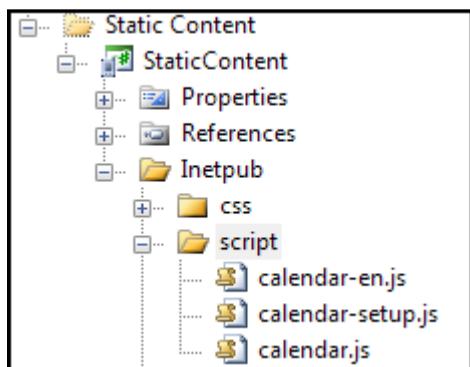 Static Content
StaticContent
Properties
References
Inetpub
css
script
calendar-en.js
calendar-setup.js
calendar.js